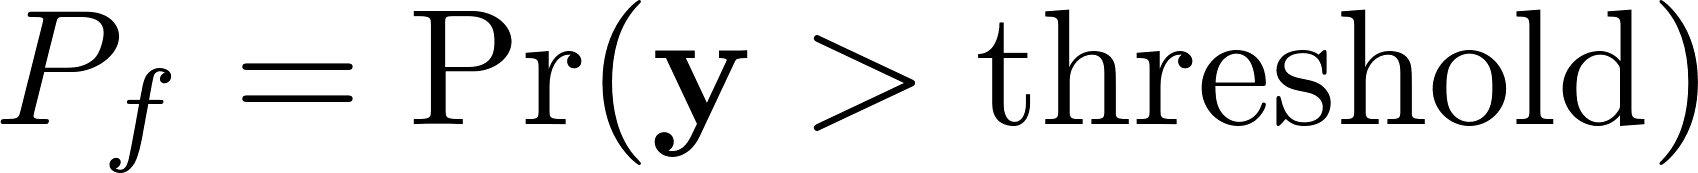 P_f = Pr(y > threshold)